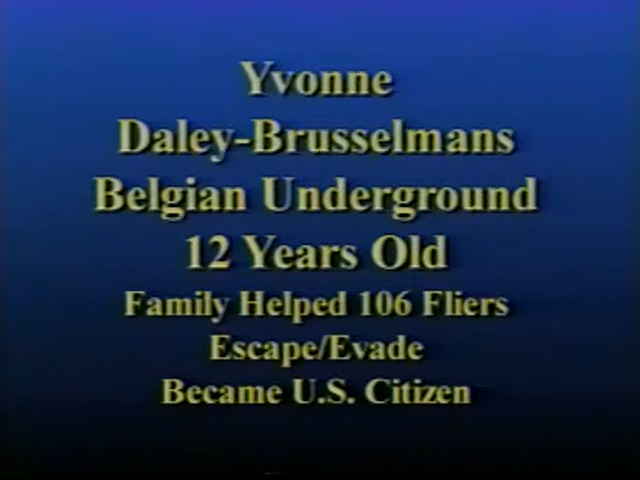 Yvonne
Daley-Brusselmans
Belgian Underground
12 Years Old
Family Helped 106 Fliers
Escape/Evade
Became U.S. Citizen